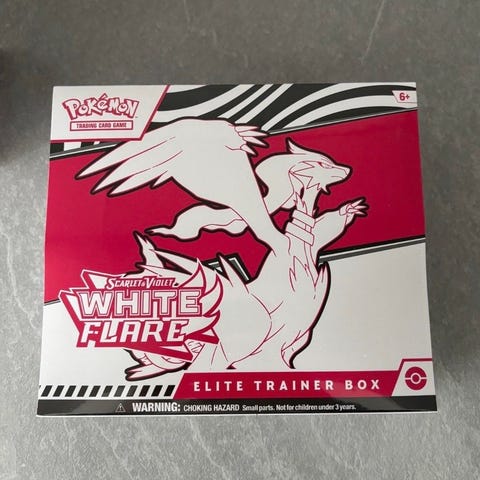 POKéMON
TRADING CARD GAME
6+
SCARLET & VIOLET
WHITE
FLARE
ELITE TRAINER BOX
WARNING: CHOKING HAZARD Small parts. Not for children under 3 years.